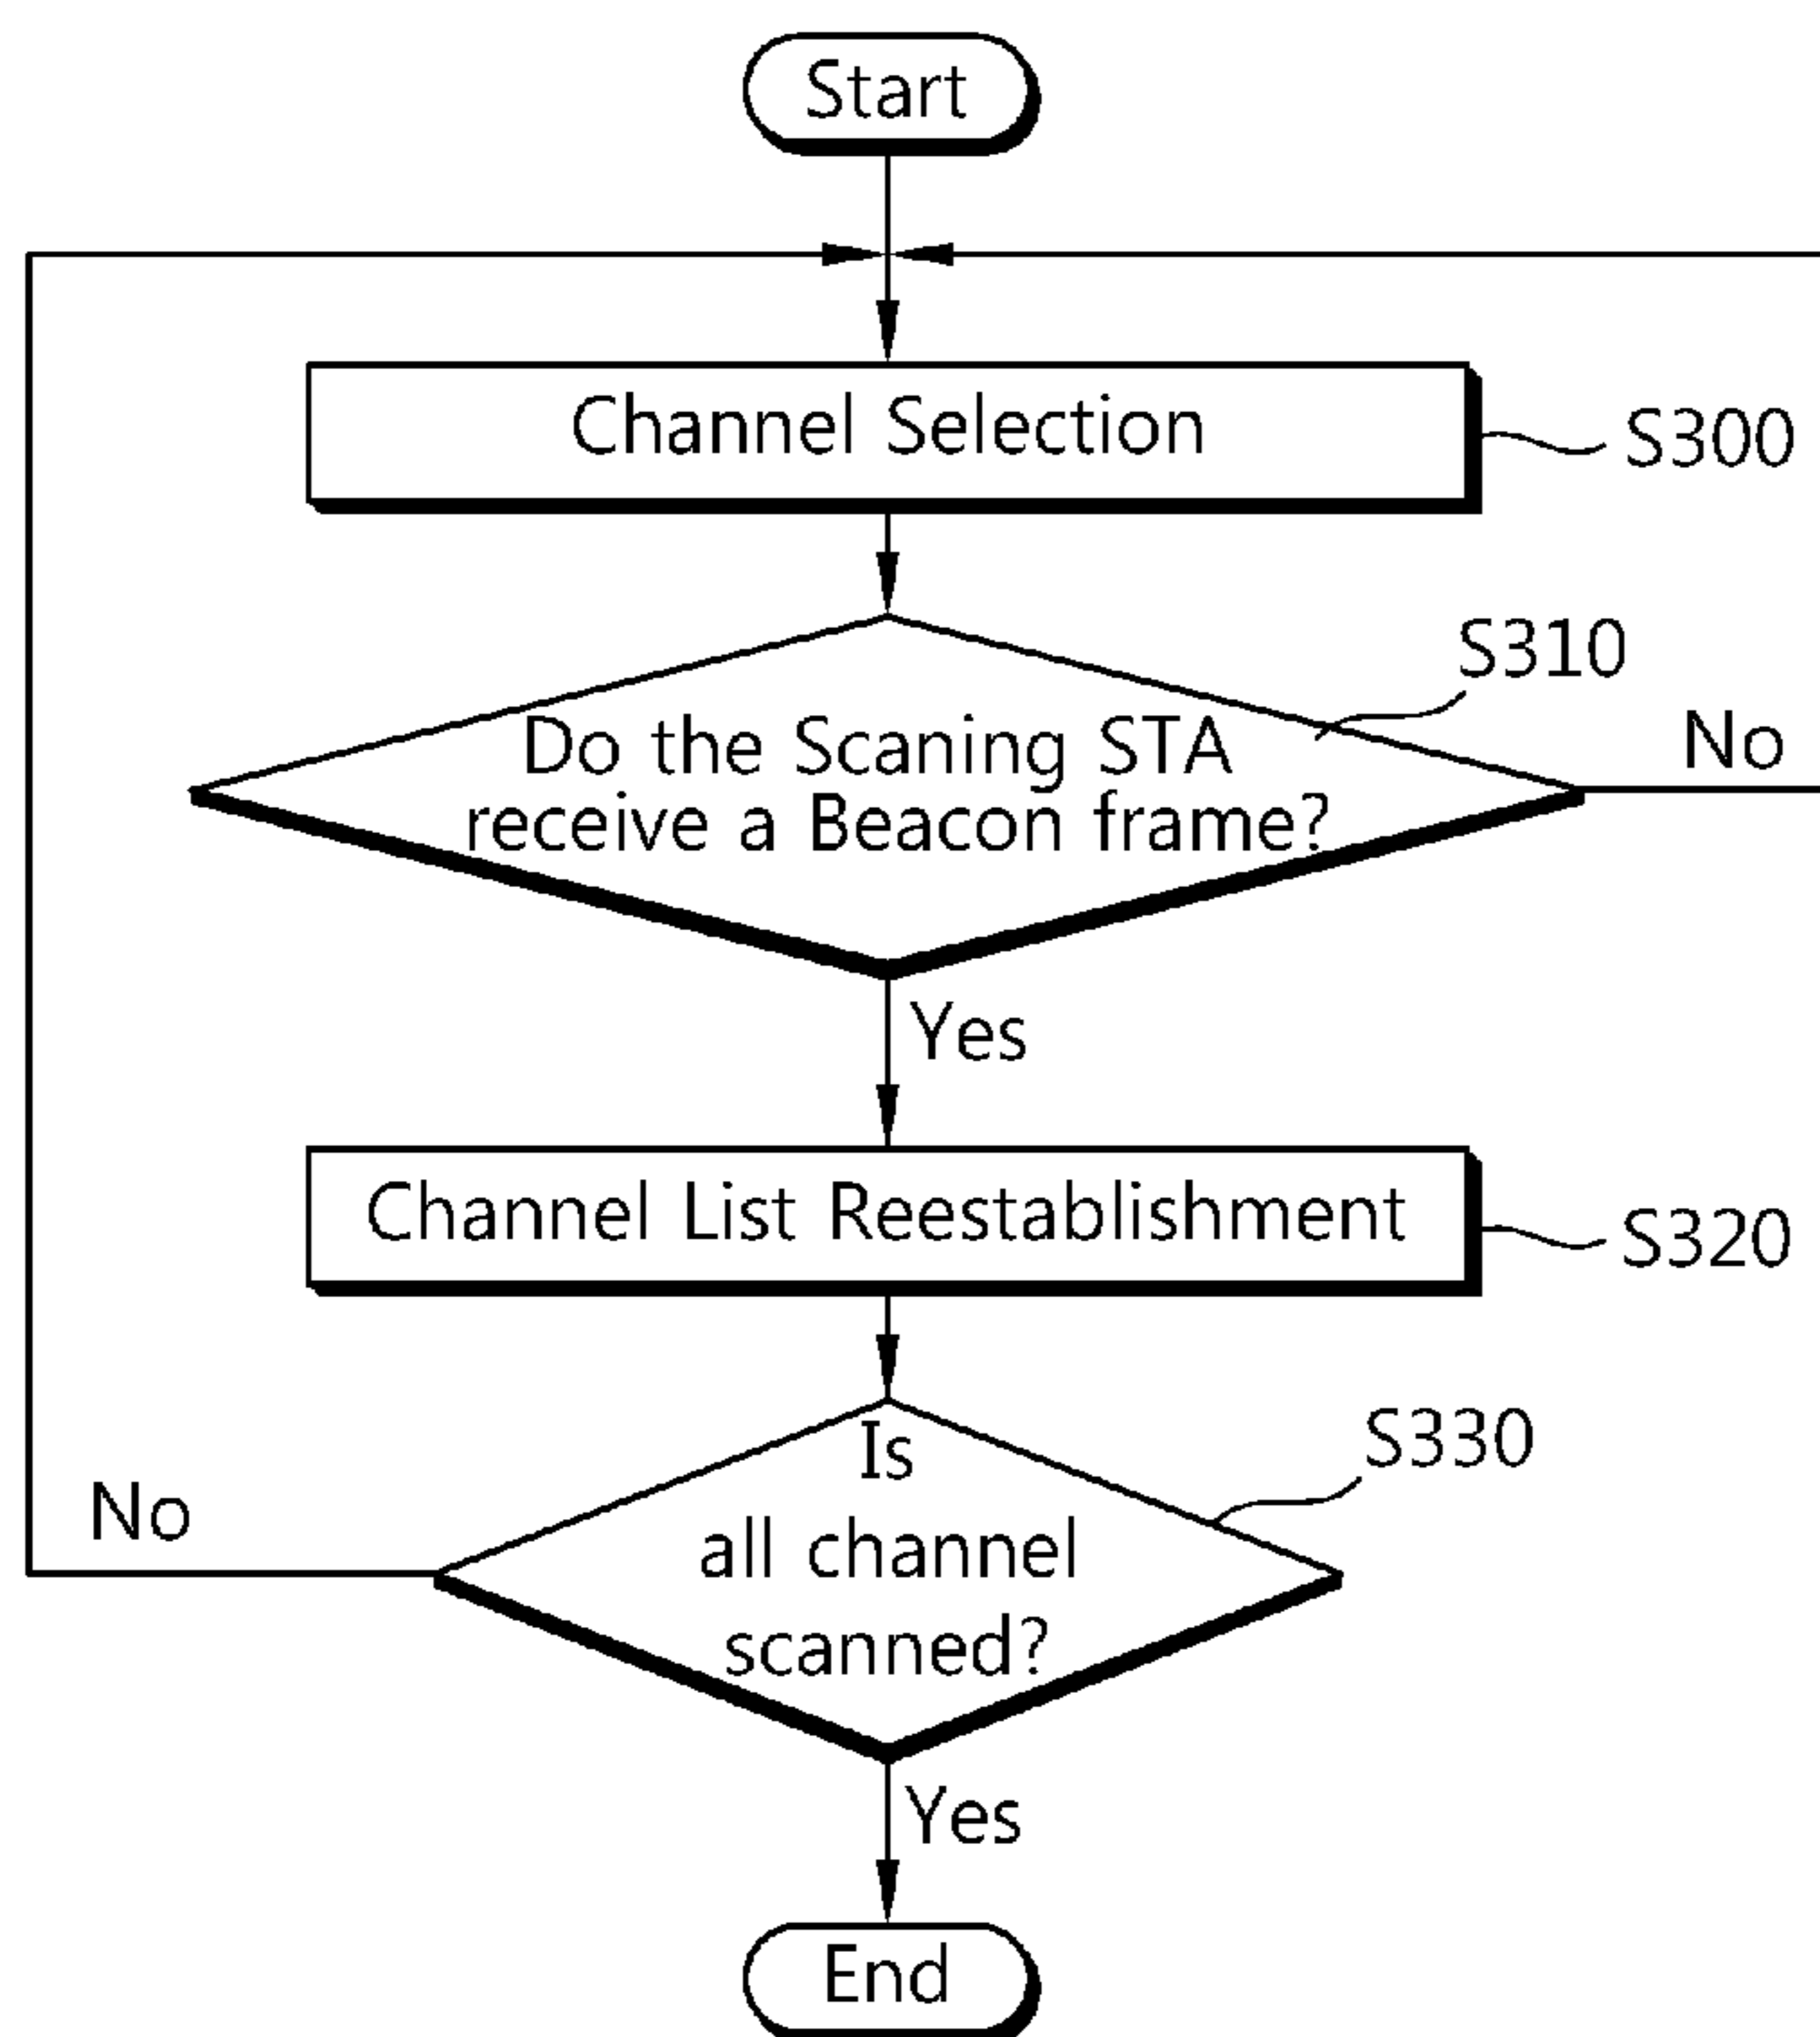 Start
Channel Selection
S300
S310
Do the Scaning STA
receive a Beacon frame?
No
Yes
Channel List Reestablishment
S320
S330
Is
all channel
scanned?
No
Yes
End